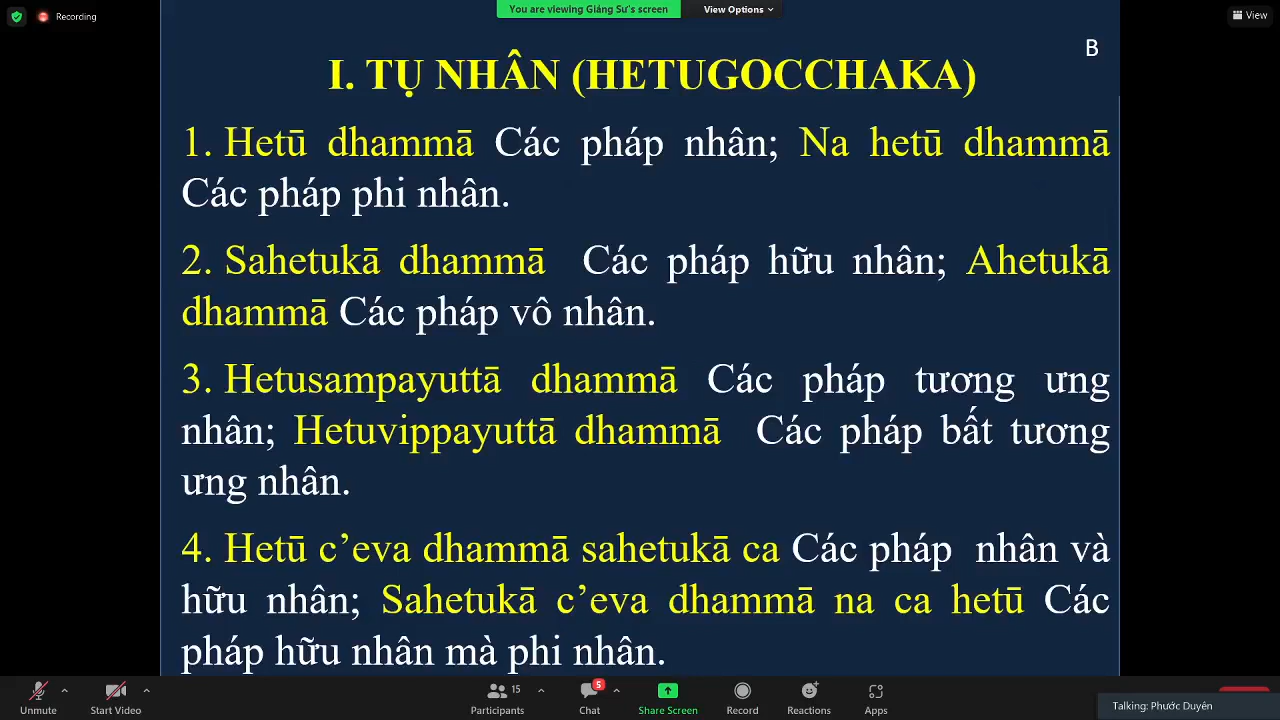 Recording
You are viewing Giảng Sư's screen
View Options
View
B
I. TỤ NHÂN (HETUGOCCHAKA)
1. Hetū dhammā Các pháp nhân; Na hetū dhammā
Các pháp phi nhân.
2. Sahetukā dhammā Các pháp hữu nhân; Ahetukā
dhammā Các pháp vô nhân.
3. Hetusampayuttā dhammā Các pháp tương ưng
nhân; Hetuvippayuttā dhammā Các pháp bất tương
ưng nhân.
4. Hetū c’eva dhammā sahetukā ca Các pháp nhân và
hữu nhân; Sahetukā c’eva dhammā na ca hetū Các
pháp hữu nhân mà phi nhân.
Unmute
Start Video
15
Participants
5
Chat
Share Screen
Record
Reactions
Apps
Talking: Phước Duyên